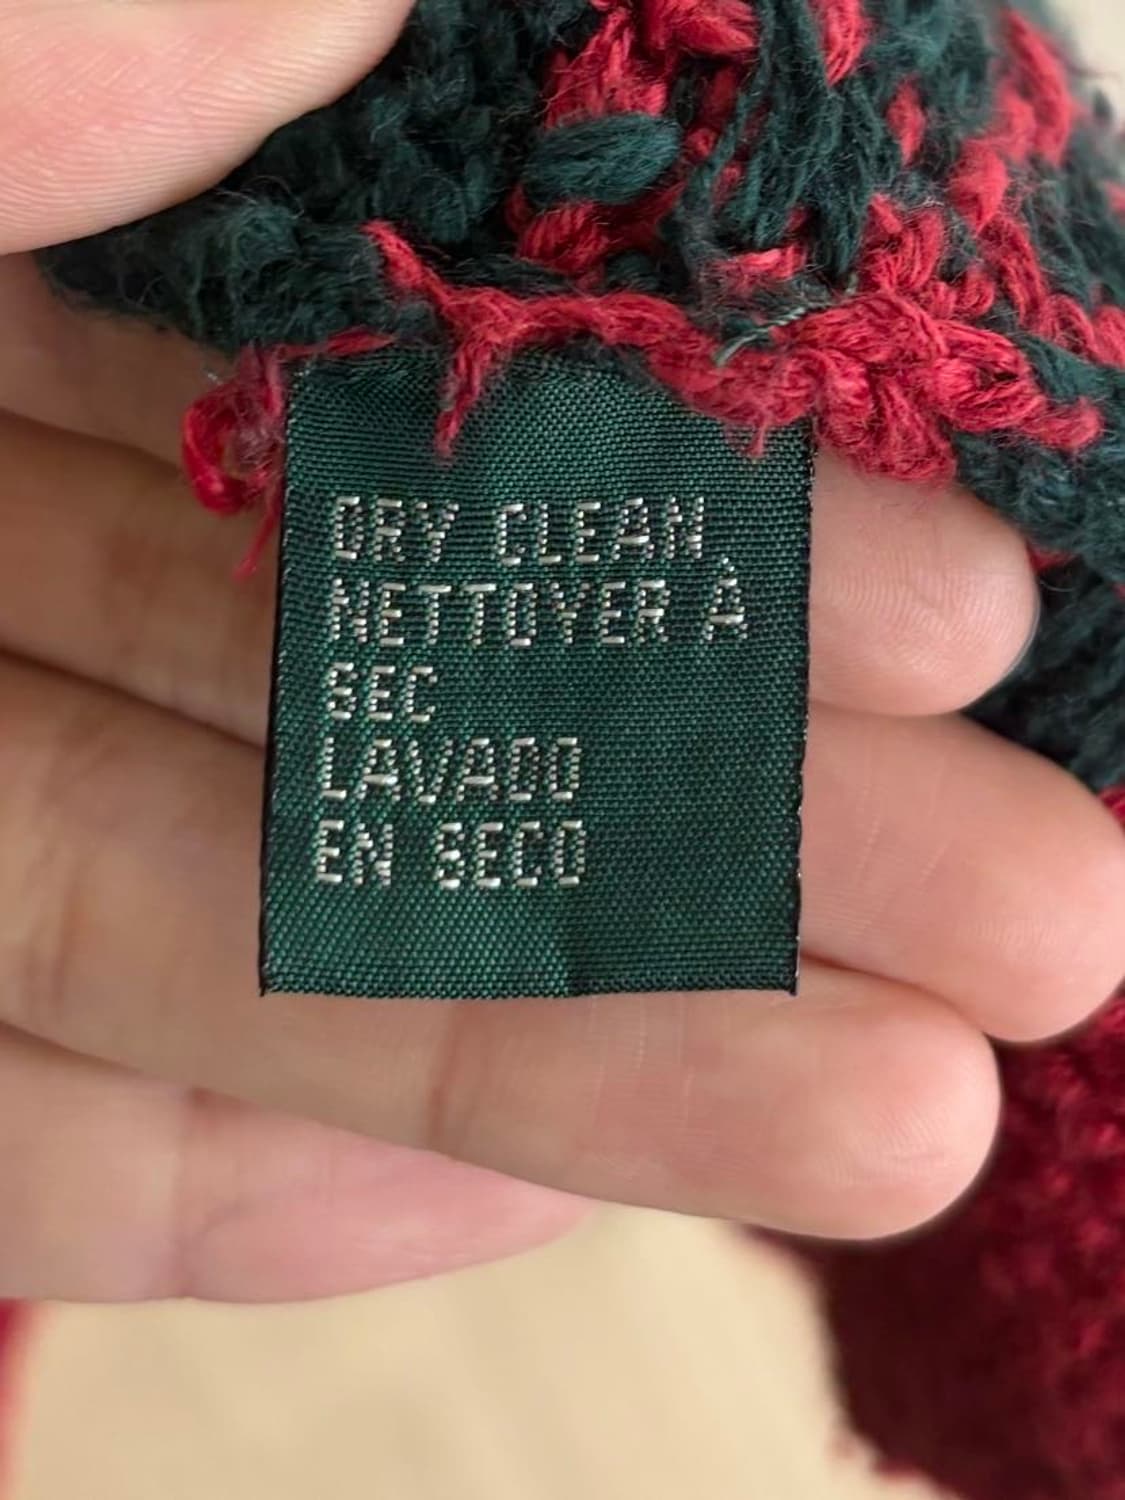 DRY CLEAN
NETTOYER À
SEC
LAVADO
EN SECO